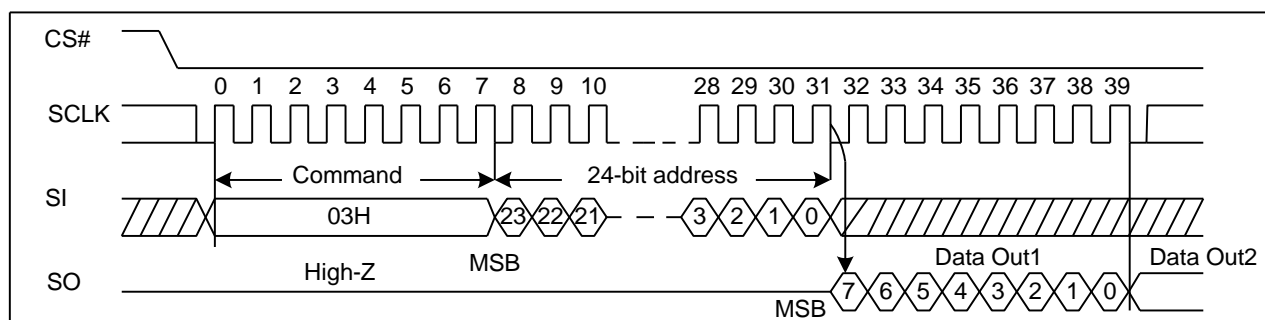 CS#
0 1 2 3 4 5 6 7 8 9 10 28 29 30 31 32 33 34 35 36 37 38 39
SCLK
Command 24-bit address
SI
03H 23 22 21 3 2 1 0
High-Z MSB Data Out1 Data Out2
SO
MSB 7 6 5 4 3 2 1 0